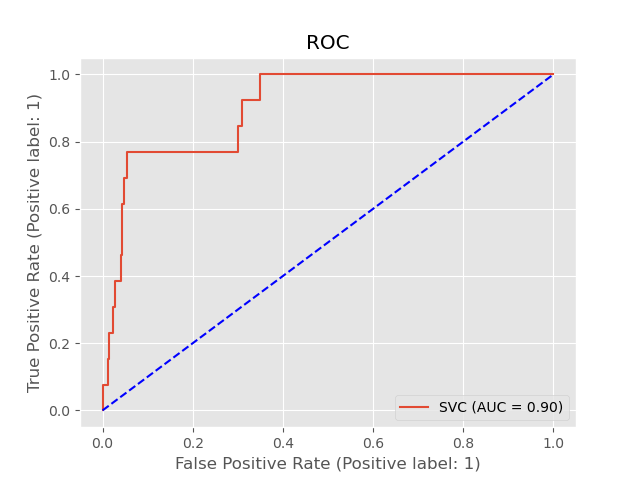 ROC
True Positive Rate (Positive label: 1)
1.0
0.8
0.6
0.4
0.2
0.0
SVC (AUC = 0.90)
0.0 0.2 0.4 0.6 0.8 1.0
False Positive Rate (Positive label: 1)